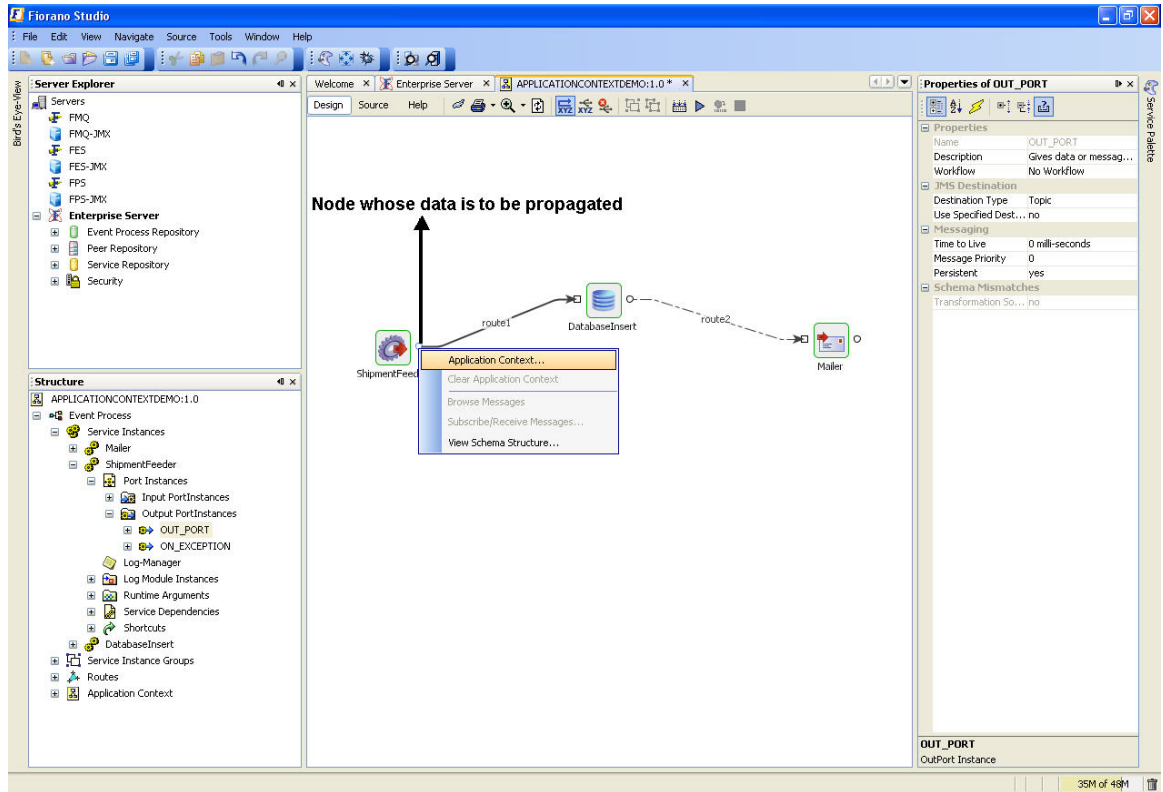 Fiorano Studio
File Edit View Navigate Source Tools Window Help
Bird's Eye-View
Server Explorer
Servers
FMQ
FMQ-JMX
FES
FES-JMX
FPS
FPS-JMX
Enterprise Server
Event Process Repository
Peer Repository
Service Repository
Security
Structure
APPLICATIONCONTEXTDEMO:1.0
Event Process
Service Instances
Mailer
ShipmentFeeder
Port Instances
Input PortInstances
Output PortInstances
OUT_PORT
ON_EXCEPTION
Log-Manager
Log Module Instances
Runtime Arguments
Service Dependencies
Shortcuts
DatabaseInsert
Service Instance Groups
Routes
Application Context
Welcome Enterprise Server APPLICATIONCONTEXTDEMO:1.0 *
Design Source Help XYZ XYZ
Node whose data is to be propagated
route1
DatabaseInsert
route2
Mailer
ShipmentFeed
Application Context...
Clear Application Context
Browse Messages
Subscribe/Receive Messages...
View Schema Structure...
Properties of OUT_PORT
Properties
Name OUT_PORT
Description Gives data or messag...
Workflow No Workflow
JMS Destination
Destination Type Topic
Use Specified Dest... no
Messaging
Time to Live 0 milli-seconds
Message Priority 0
Persistent yes
Schema Mismatches
Transformation So... no
OUT_PORT
OutPort Instance
Service Palette
35M of 48M